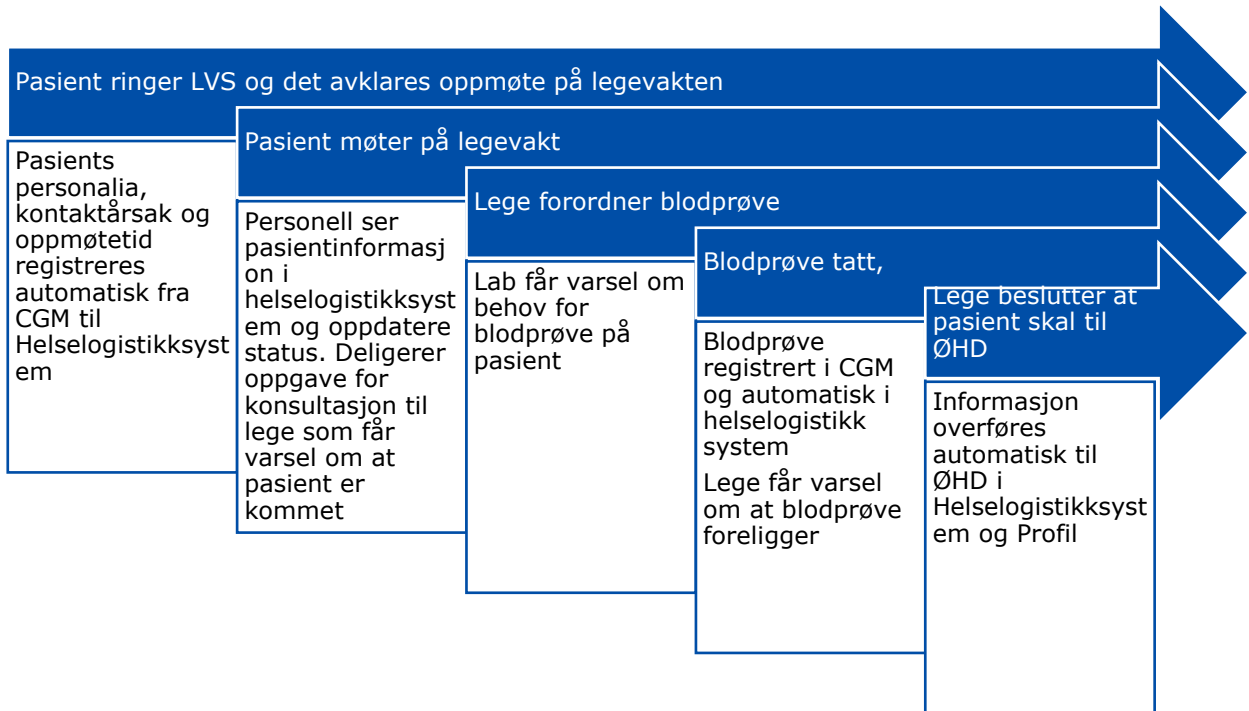 Pasient ringer LVS og det avklares oppmøte på legevakten
Pasients
personalia,
kontaktårsak og
oppmøtetid
registreres
automatisk fra
CGM til
Helselogistikksyst
em
Pasient møter på legevakt
Personell ser
pasientinformasj
on i
helselogistikksyst
em og oppdatere
status. Deligerer
oppgave for
konsultasjon til
lege som får
varsel om at
pasient er
kommet
Lege forordner blodprøve
Lab får varsel om
behov for
blodprøve på
pasient
Blodprøve tatt,
Blodprøve
registrert i CGM
og automatisk i
helselogistikk
system
Lege får varsel
om at blodprøve
foreligger
Lege beslutter at
pasient skal til
ØHD
Informasjon
overføres
automatisk til
ØHD i
Helselogistikksyst
em og Profil